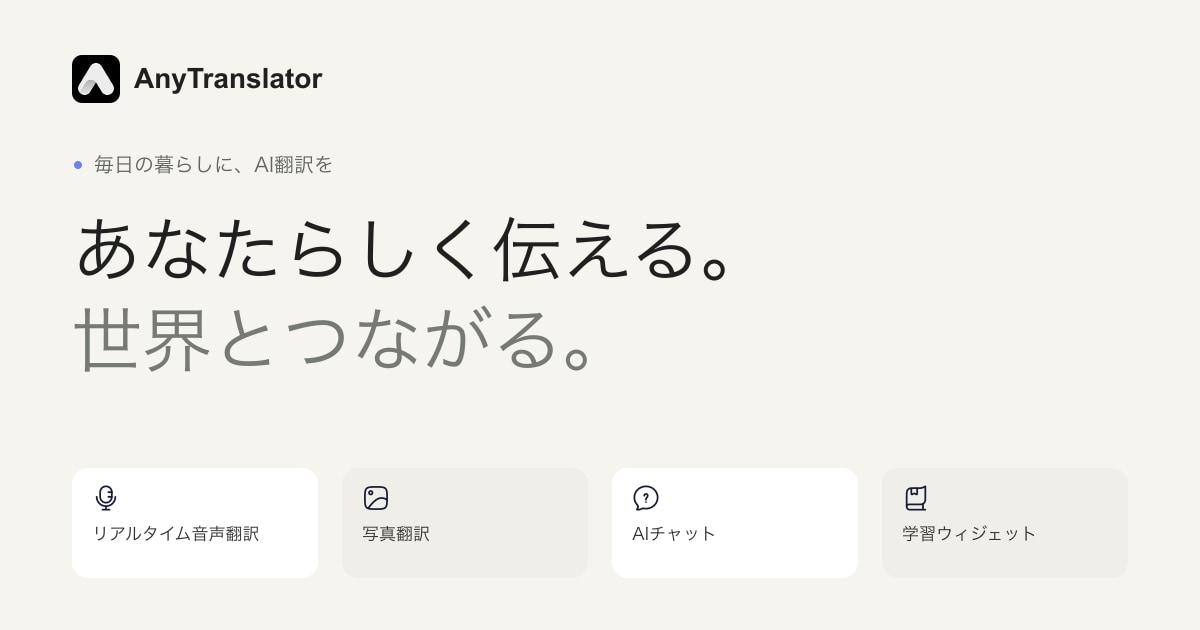 AnyTranslator
毎日の暮らしに、AI翻訳を
あなたらしく伝える。
世界とつながる。
リアルタイム音声翻訳
写真翻訳
AIチャット
学習ウィジェット